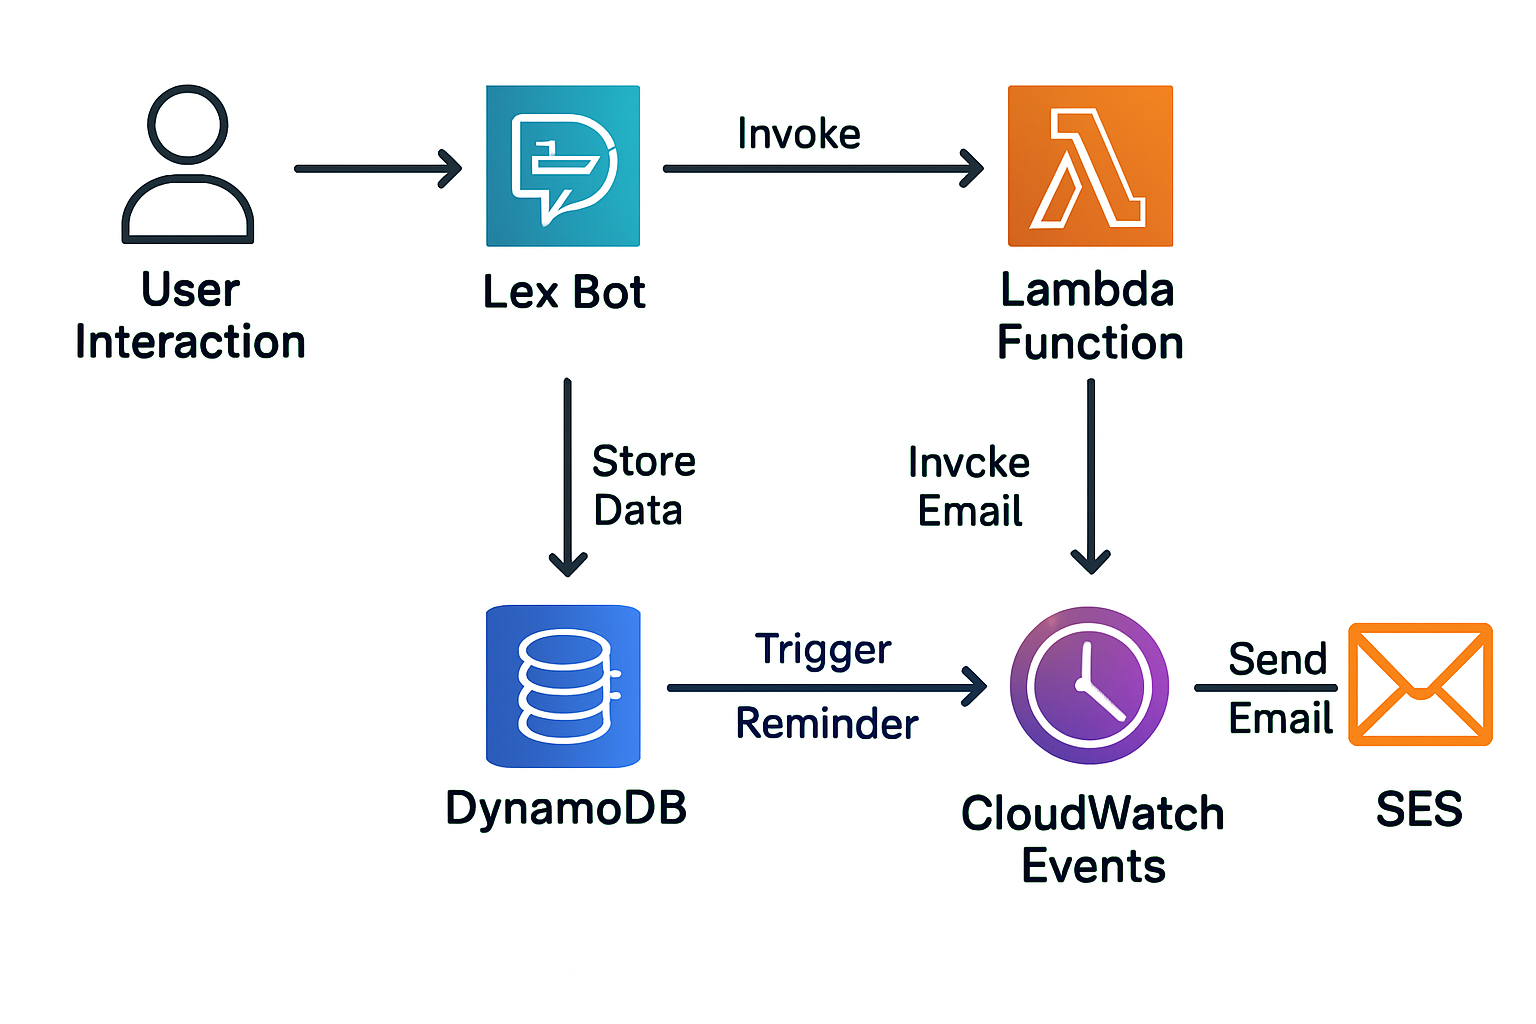 Invoke
User
Interaction
Lex Bot
Lambda
Function
Store
Data
Invcke
Email
Trigger
Reminder
Send
Email
DynamoDB
CloudWatch
Events
SES